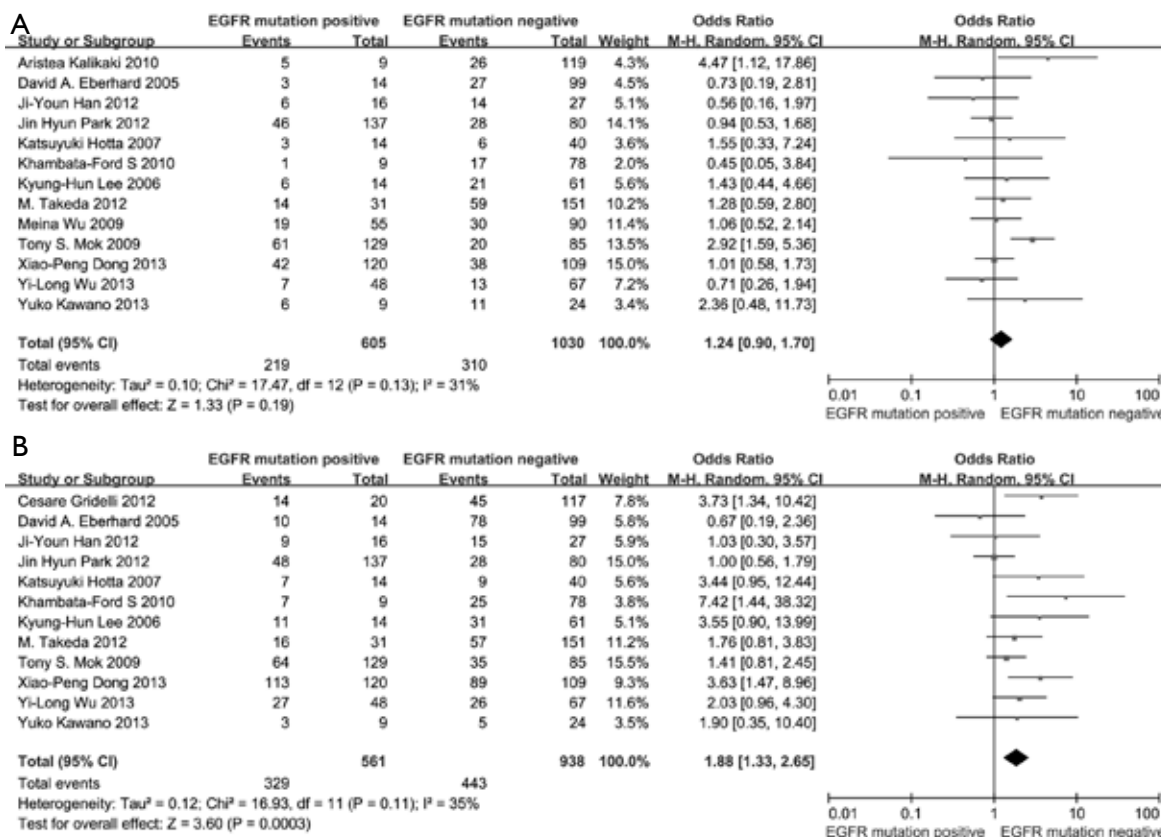 A
EGFR mutation positive EGFR mutation negative Odds Ratio Odds Ratio
Study or Subgroup Events Total Events Total Weight M-H. Random. 95% CI M-H. Random. 95% CI
Aristea Kalikaki 2010 5 9 26 119 4.3% 4.47 [1.12, 17.86]
David A. Eberhard 2005 3 14 27 99 4.5% 0.73 [0.19, 2.81]
Ji-Youn Han 2012 6 16 14 27 5.1% 0.56 [0.16, 1.97]
Jin Hyun Park 2012 46 137 28 80 14.1% 0.94 [0.53, 1.68]
Katsuyuki Hotta 2007 3 14 6 40 3.6% 1.55 [0.33, 7.24]
Khambata-Ford S 2010 1 9 17 78 2.0% 0.45 [0.05, 3.84]
Kyung-Hun Lee 2006 6 14 21 61 5.6% 1.43 [0.44, 4.66]
M. Takeda 2012 14 31 59 151 10.2% 1.28 [0.59, 2.80]
Meina Wu 2009 19 55 30 90 11.4% 1.06 [0.52, 2.14]
Tony S. Mok 2009 61 129 20 85 13.5% 2.92 [1.59, 5.36]
Xiao-Peng Dong 2013 42 120 38 109 15.0% 1.01 [0.58, 1.73]
Yi-Long Wu 2013 7 48 13 67 7.2% 0.71 [0.26, 1.94]
Yuko Kawano 2013 6 9 11 24 3.4% 2.36 [0.48, 11.73]
Total (95% CI) 605 1030 100.0% 1.24 [0.90, 1.70]
Total events 219 310
Heterogeneity: Tau² = 0.10; Chi² = 17.47, df = 12 (P = 0.13); I² = 31%
Test for overall effect: Z = 1.33 (P = 0.19)
0.01 0.1 1 10 100
EGFR mutation positive EGFR mutation negative
B
EGFR mutation positive EGFR mutation negative Odds Ratio Odds Ratio
Study or Subgroup Events Total Events Total Weight M-H. Random. 95% CI M-H. Random. 95% CI
Cesare Gridelli 2012 14 20 45 117 7.8% 3.73 [1.34, 10.42]
David A. Eberhard 2005 10 14 78 99 5.8% 0.67 [0.19, 2.36]
Ji-Youn Han 2012 9 16 15 27 5.9% 1.03 [0.30, 3.57]
Jin Hyun Park 2012 48 137 28 80 15.0% 1.00 [0.56, 1.79]
Katsuyuki Hotta 2007 7 14 9 40 5.6% 3.44 [0.95, 12.44]
Khambata-Ford S 2010 7 9 25 78 3.8% 7.42 [1.44, 38.32]
Kyung-Hun Lee 2006 11 14 31 61 5.1% 3.55 [0.90, 13.99]
M. Takeda 2012 16 31 57 151 11.2% 1.76 [0.81, 3.83]
Tony S. Mok 2009 64 129 35 85 15.5% 1.41 [0.81, 2.45]
Xiao-Peng Dong 2013 113 120 89 109 9.3% 3.63 [1.47, 8.96]
Yi-Long Wu 2013 27 48 26 67 11.6% 2.03 [0.96, 4.30]
Yuko Kawano 2013 3 9 5 24 3.5% 1.90 [0.35, 10.40]
Total (95% CI) 561 938 100.0% 1.88 [1.33, 2.65]
Total events 329 443
Heterogeneity: Tau² = 0.12; Chi² = 16.93, df = 11 (P = 0.11); I² = 35%
Test for overall effect: Z = 3.60 (P = 0.0003)
0.01 0.1 1 10 100
EGFR mutation positive EGFR mutation negative